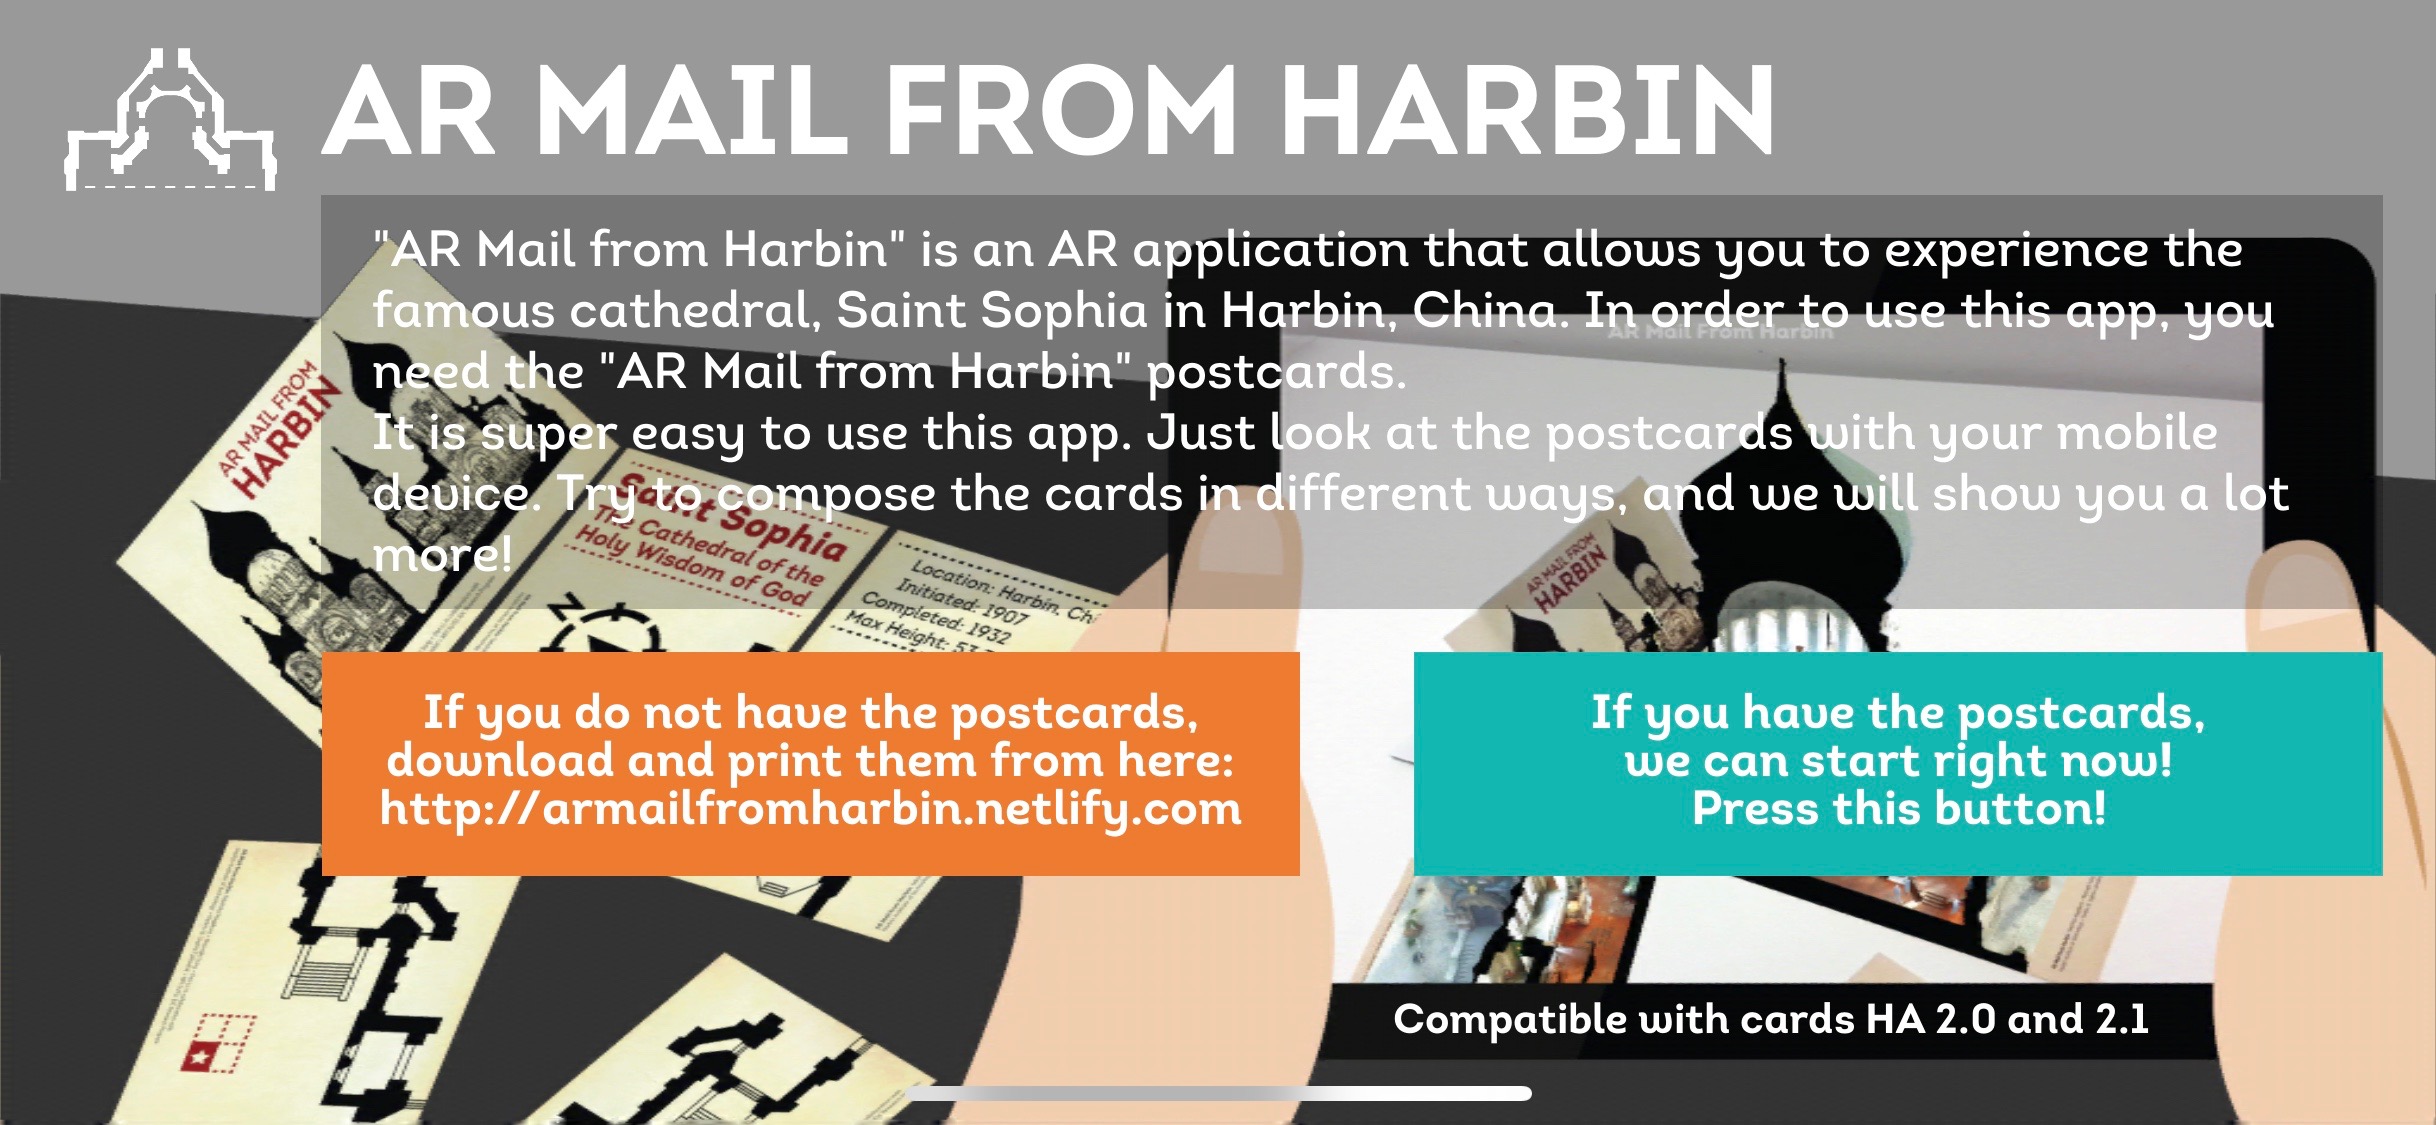 AR MAIL FROM HARBIN
"AR Mail from Harbin" is an AR application that allows you to experience the
famous cathedral, Saint Sophia in Harbin, China. In order to use this app, you
need the "AR Mail from Harbin" postcards.
It is super easy to use this app. Just look at the postcards with your mobile
device. Try to compose the cards in different ways, and we will show you a lot
more!
AR Mail From Harbin
AR MAIL FROM
HARBIN
Saint Sophia
The Cathedral of the
Holy Wisdom of God
N
Location: Harbin,
Initiated: 1907
Completed: 1932
Max Height:
AR MAIL FROM
HARBIN
If you do not have the postcards,
download and print them from here:
http://armailfromharbin.netlify.com
If you have the postcards,
we can start right now!
Press this button!
Compatible with cards HA 2.0 and 2.1